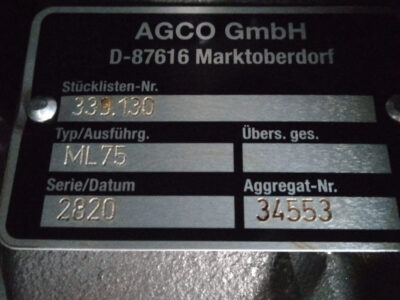 AGCO GmbH
D-87616 Marktoberdorf
Stücklisten-Nr.
339.130
Typ/Ausführg. Übers. ges.
ML75
Serie/Datum Aggregat-Nr.
2820 34553